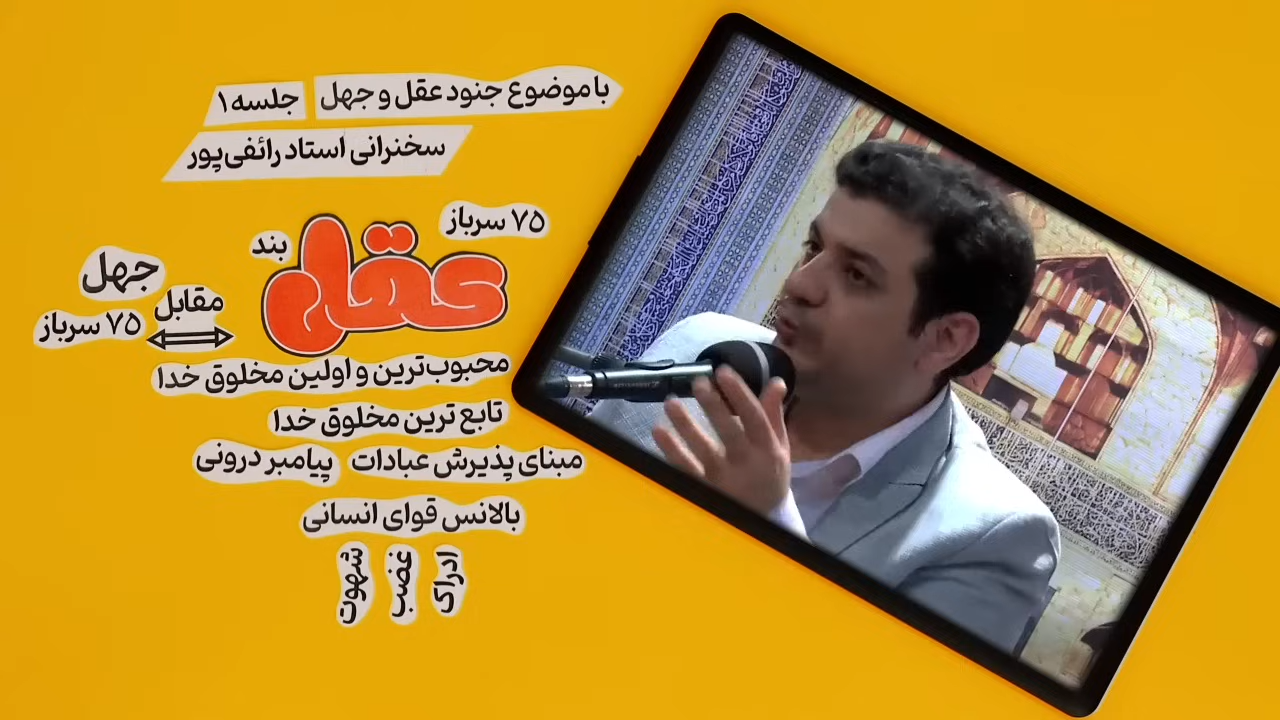 با موضوع جنود عقل و جهل جلسه ۱
سخنرانی استاد رائفی‌پور
۷۵ سرباز
بند
عقل
جهل
مقابل
۷۵ سرباز
محبوب‌ترین و اولین مخلوق خدا
تابع ترین مخلوق خدا
مبنای پذیرش عبادات پیامبر درونی
بالانس قوای انسانی
ادراک غضب شهوت